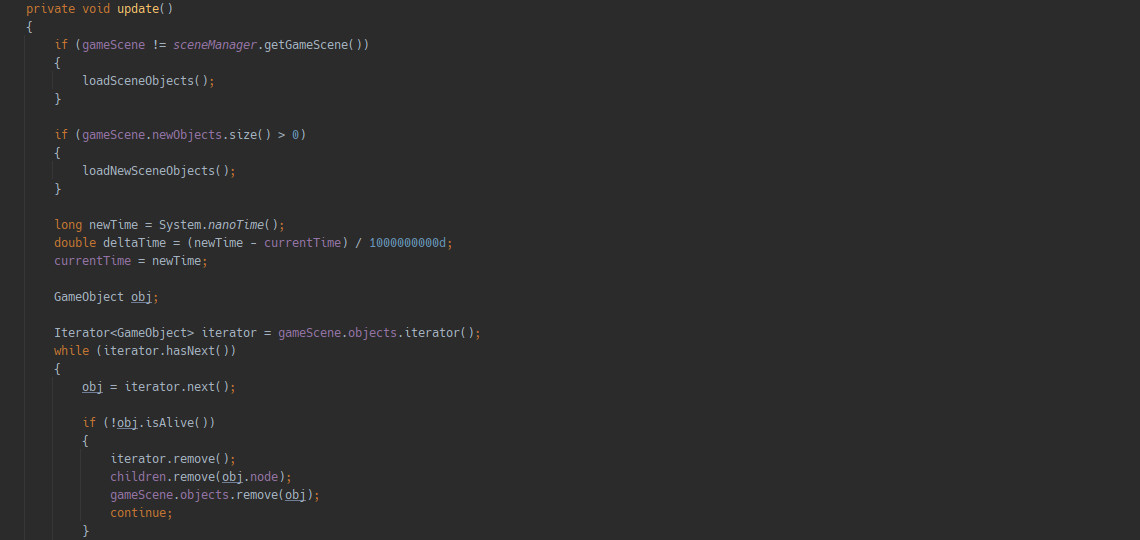 private void update()
{
if (gameScene != sceneManager.getGameScene())
{
loadSceneObjects();
}
if (gameScene.newObjects.size() > 0)
{
loadNewSceneObjects();
}
long newTime = System.nanoTime();
double deltaTime = (newTime - currentTime) / 1000000000d;
currentTime = newTime;
GameObject obj;
Iterator<GameObject> iterator = gameScene.objects.iterator();
while (iterator.hasNext())
{
obj = iterator.next();
if (!obj.isAlive())
{
iterator.remove();
children.remove(obj.node);
gameScene.objects.remove(obj);
continue;
}